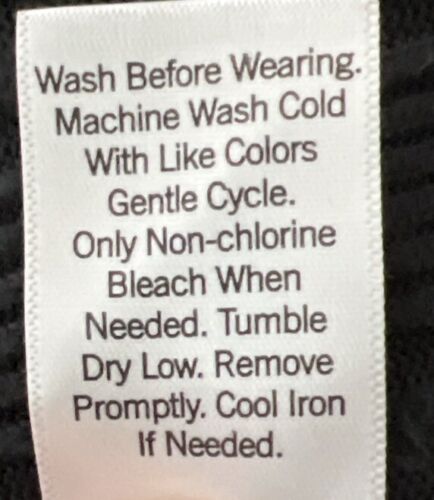 Wash Before Wearing.
Machine Wash Cold
With Like Colors
Gentle Cycle.
Only Non-chlorine
Bleach When
Needed. Tumble
Dry Low. Remove
Promptly. Cool Iron
If Needed.